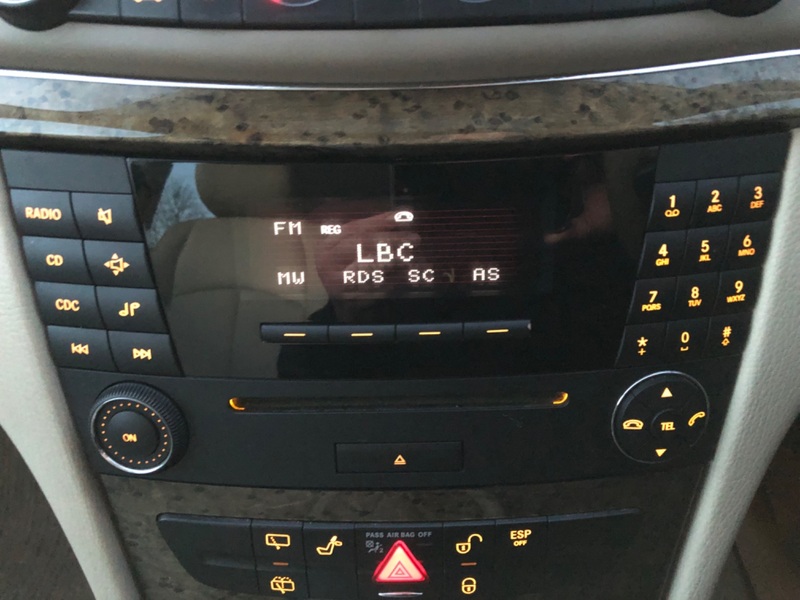 RADIO
CD
CDC
ON
FM REG
LBC
MW RDS SC AS
1
2 ABC
3 DEF
4 GHI
5 JKL
6 MNO
7 PQRS
8 TUV
9 WXYZ
* +
0
#
TEL
PASS AIR BAG OFF
ESP
OFF